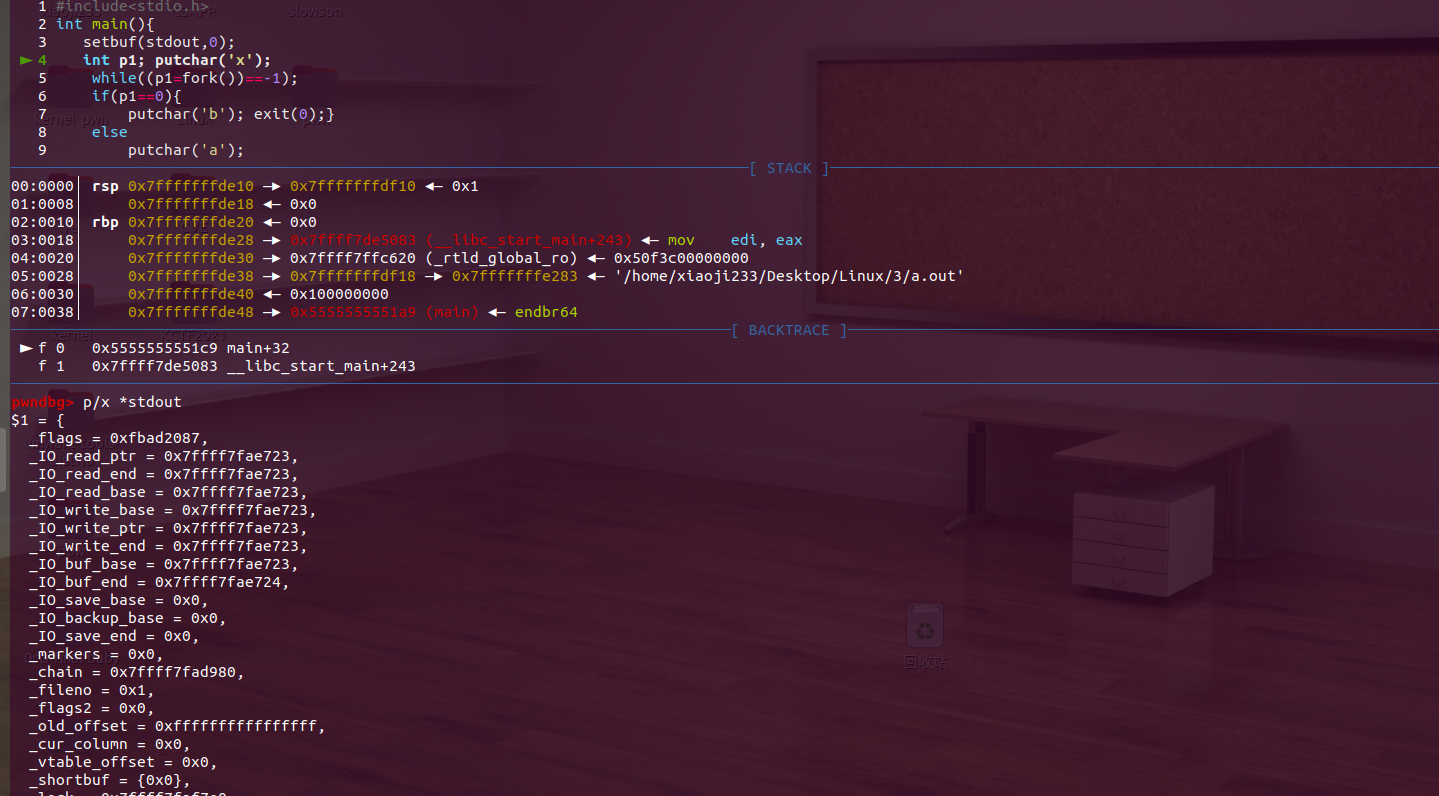 slowspn
1 #include<stdio.h>
2 int main(){
3 setbuf(stdout,0);
► 4 int p1; putchar('x');
5 while((p1=fork())==-1);
6 if(p1==0){
7 putchar('b'); exit(0);}
8 else
9 putchar('a');
[ STACK ]
00:0000│ rsp 0x7fffffffde10 —▸ 0x7fffffffdf10 ◂— 0x1
01:0008│ 0x7fffffffde18 ◂— 0x0
02:0010│ rbp 0x7fffffffde20 ◂— 0x0
03:0018│ 0x7fffffffde28 —▸ 0x7ffff7de5083 (__libc_start_main+243) ◂— mov edi, eax
04:0020│ 0x7fffffffde30 —▸ 0x7ffff7ffc620 (_rtld_global_ro) ◂— 0x50f3c00000000
05:0028│ 0x7fffffffde38 —▸ 0x7fffffffdf18 —▸ 0x7fffffffe283 ◂— '/home/xiaoji233/Desktop/Linux/3/a.out'
06:0030│ 0x7fffffffde40 ◂— 0x100000000
07:0038│ 0x7fffffffde48 —▸ 0x5555555551a9 (main) ◂— endbr64
kernel KCTF2021
[ BACKTRACE ]
► f 0 0x5555555551c9 main+32
f 1 0x7ffff7de5083 __libc_start_main+243
pwndbg> p/x *stdout
$1 = {
_flags = 0xfbad2087,
_IO_read_ptr = 0x7ffff7fae723,
_IO_read_end = 0x7ffff7fae723,
_IO_read_base = 0x7ffff7fae723,
_IO_write_base = 0x7ffff7fae723,
_IO_write_ptr = 0x7ffff7fae723,
_IO_write_end = 0x7ffff7fae723,
_IO_buf_base = 0x7ffff7fae723,
_IO_buf_end = 0x7ffff7fae724,
_IO_save_base = 0x0,
_IO_backup_base = 0x0,
_IO_save_end = 0x0,
_markers = 0x0,
_chain = 0x7ffff7fad980,
_fileno = 0x1,
_flags2 = 0x0,
_old_offset = 0xffffffffffffffff,
_cur_column = 0x0,
_vtable_offset = 0x0,
_shortbuf = {0x0},
回收站